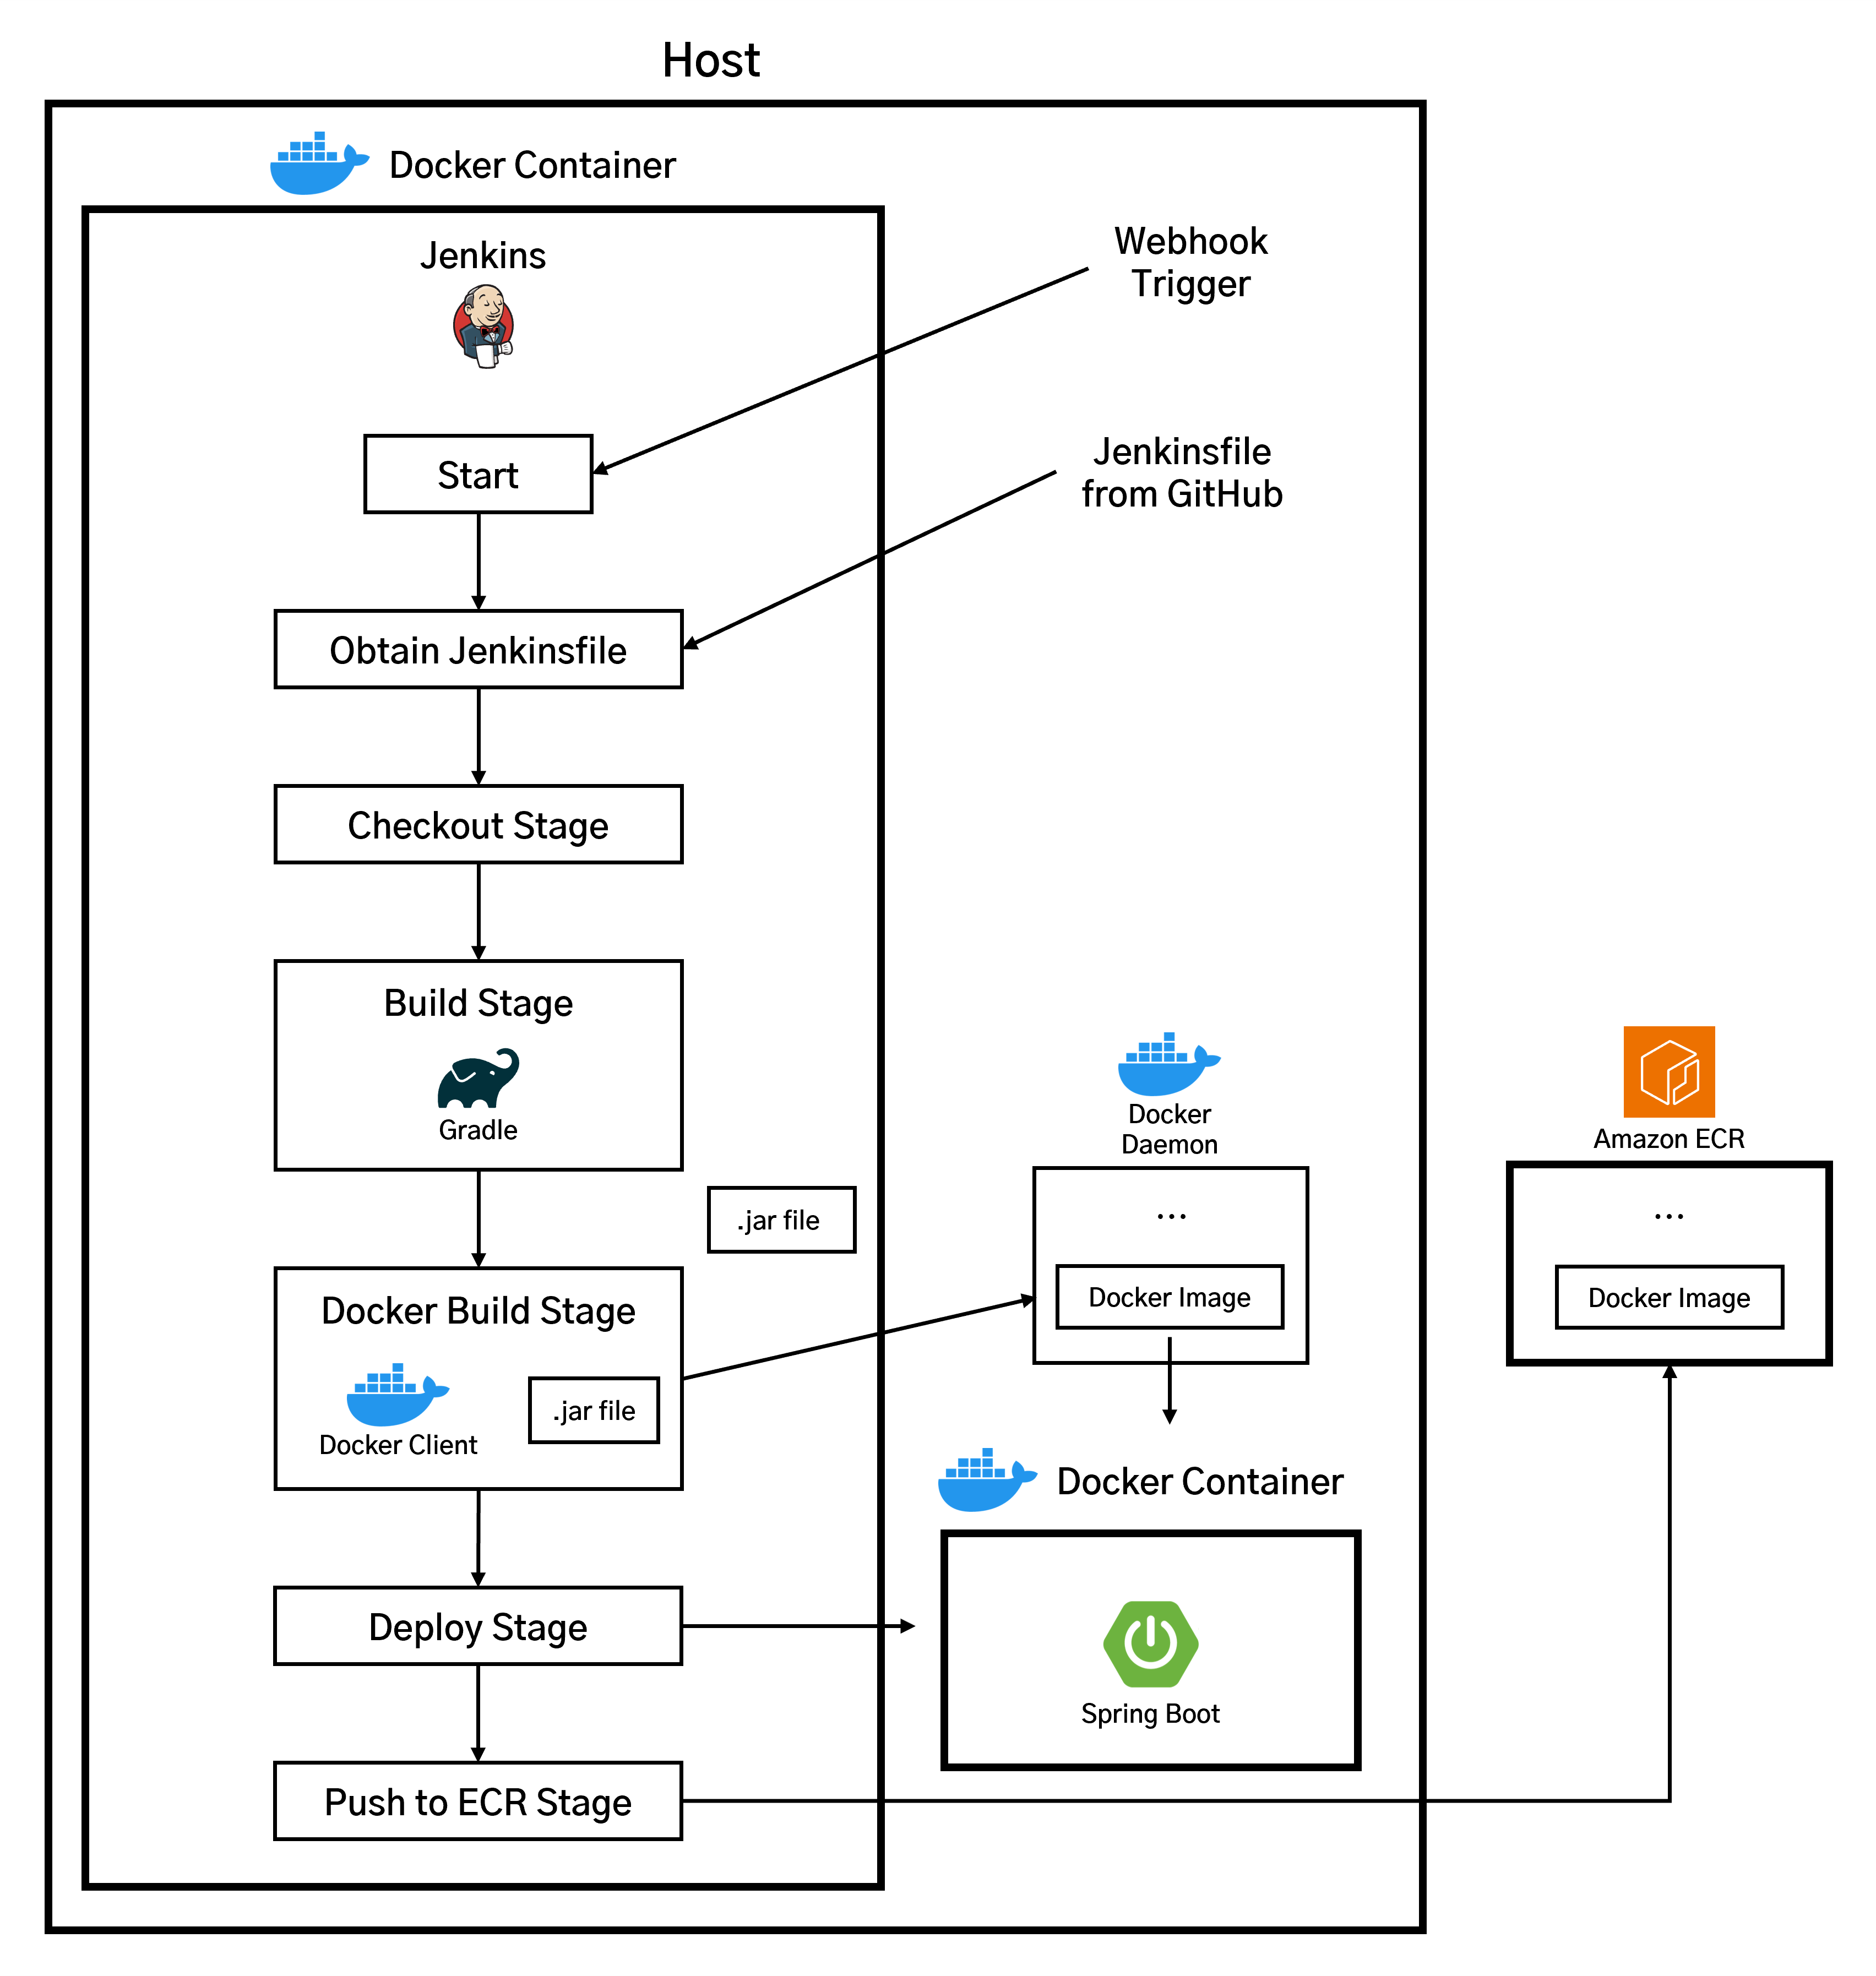 Host
Docker Container
Jenkins
Webhook
Trigger
Start
Jenkinsfile
from GitHub
Obtain Jenkinsfile
Checkout Stage
Build Stage
Gradle
.jar file
Docker Build Stage
Docker Client
.jar file
Docker
Daemon
...
Docker Image
Amazon ECR
...
Docker Image
Docker Container
Spring Boot
Deploy Stage
Push to ECR Stage